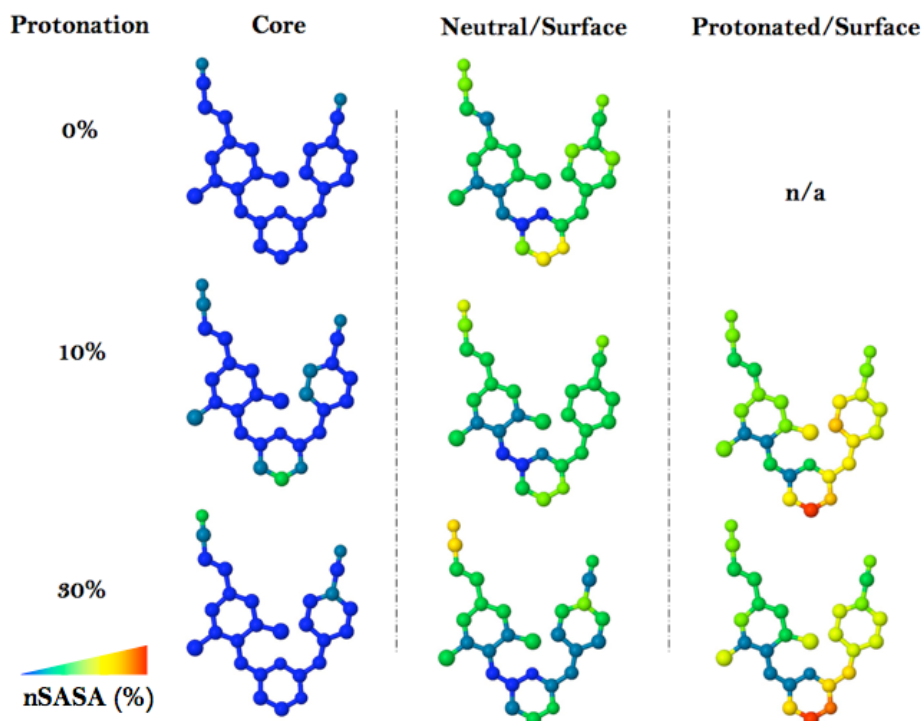 Protonation Core Neutral/Surface Protonated/Surface
0%
n/a
10%
30%
nSASA (%)